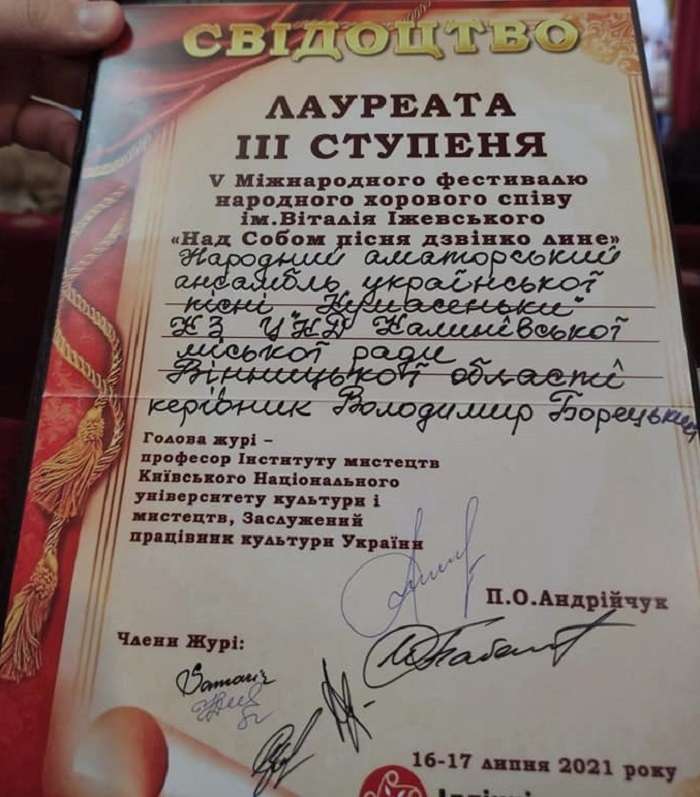 СВІДОЦТВО
ЛАУРЕАТА
III СТУПЕНЯ
V Міжнародного фестивалю
народного хорового співу
ім.Віталія Іжевського
«Над Собом пісня дзвінко лине»
Народний аматорський
ансамбль української
пісні "Кумасеньки"
КЗ "ЦКД Калинівської
міської ради
Вінницької області
керівник Володимир Борецький
Голова журі –
професор Інституту мистецтв
Київського Національного
університету культури і
мистецтв, Заслужений
працівник культури України
П.О.Андрійчук
Члени Журі:
16-17 липня 2021 року